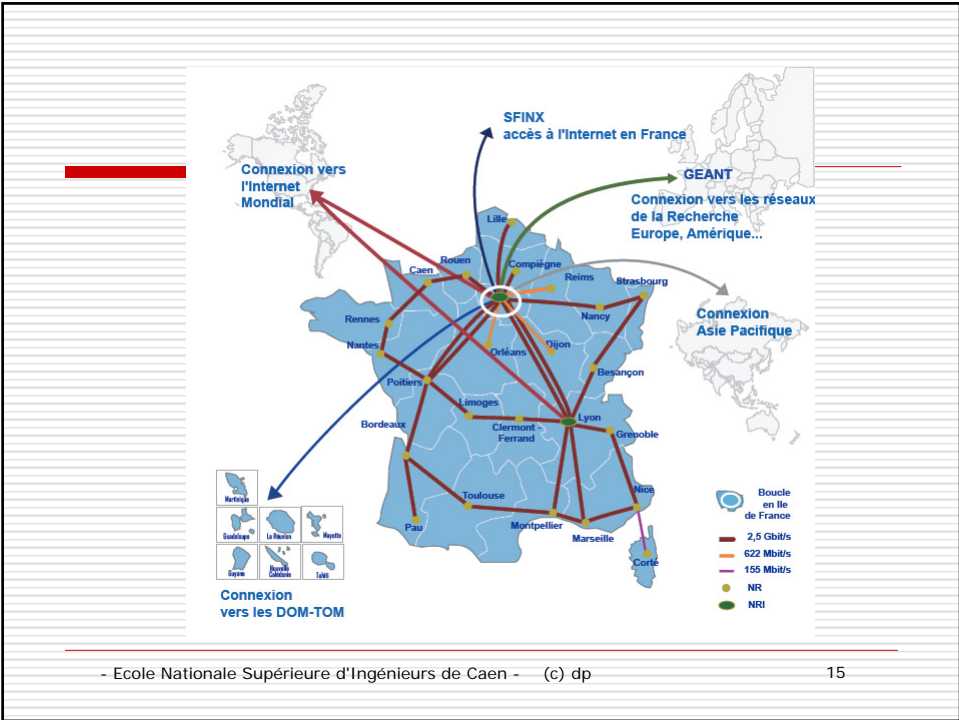 SFINX
accès à l'Internet en France
Connexion vers
l'Internet
Mondial
GEANT
Connexion vers les réseaux
de la Recherche
Europe, Amérique...
Lille
Rouen
Compiègne
Caen
Reims
Strasbourg
Connexion
Asie Pacifique
Rennes
Nancy
Nantes
Orléans
Dijon
Besançon
Poitiers
Limoges
Lyon
Bordeaux
Clermont -
Ferrand
Grenoble
Toulouse
Nice
Pau
Montpellier
Marseille
Corté
Martinique
Guadeloupe
La Réunion
Mayotte
Guyane
Nouvelle
Calédonie
Tahiti
Connexion
vers les DOM-TOM
Boucle
en Ile
de France
2,5 Gbit/s
622 Mbit/s
155 Mbit/s
NR
NRI
- Ecole Nationale Supérieure d'Ingénieurs de Caen - (c) dp
15